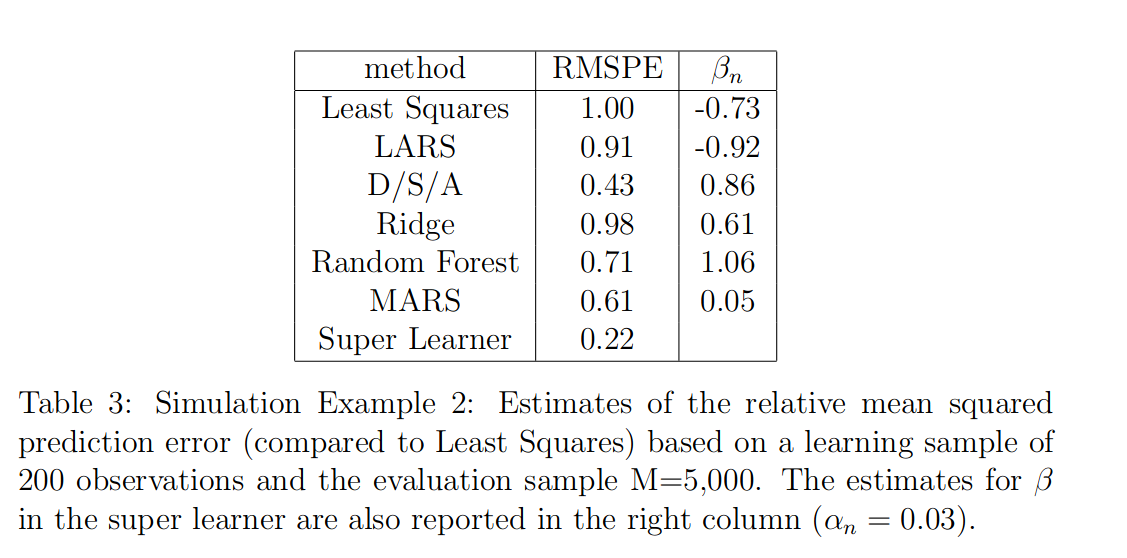 method RMSPE βn
Least Squares 1.00 -0.73
LARS 0.91 -0.92
D/S/A 0.43 0.86
Ridge 0.98 0.61
Random Forest 0.71 1.06
MARS 0.61 0.05
Super Learner 0.22
Table 3: Simulation Example 2: Estimates of the relative mean squared
prediction error (compared to Least Squares) based on a learning sample of
200 observations and the evaluation sample M=5,000. The estimates for β
in the super learner are also reported in the right column (αn = 0.03).